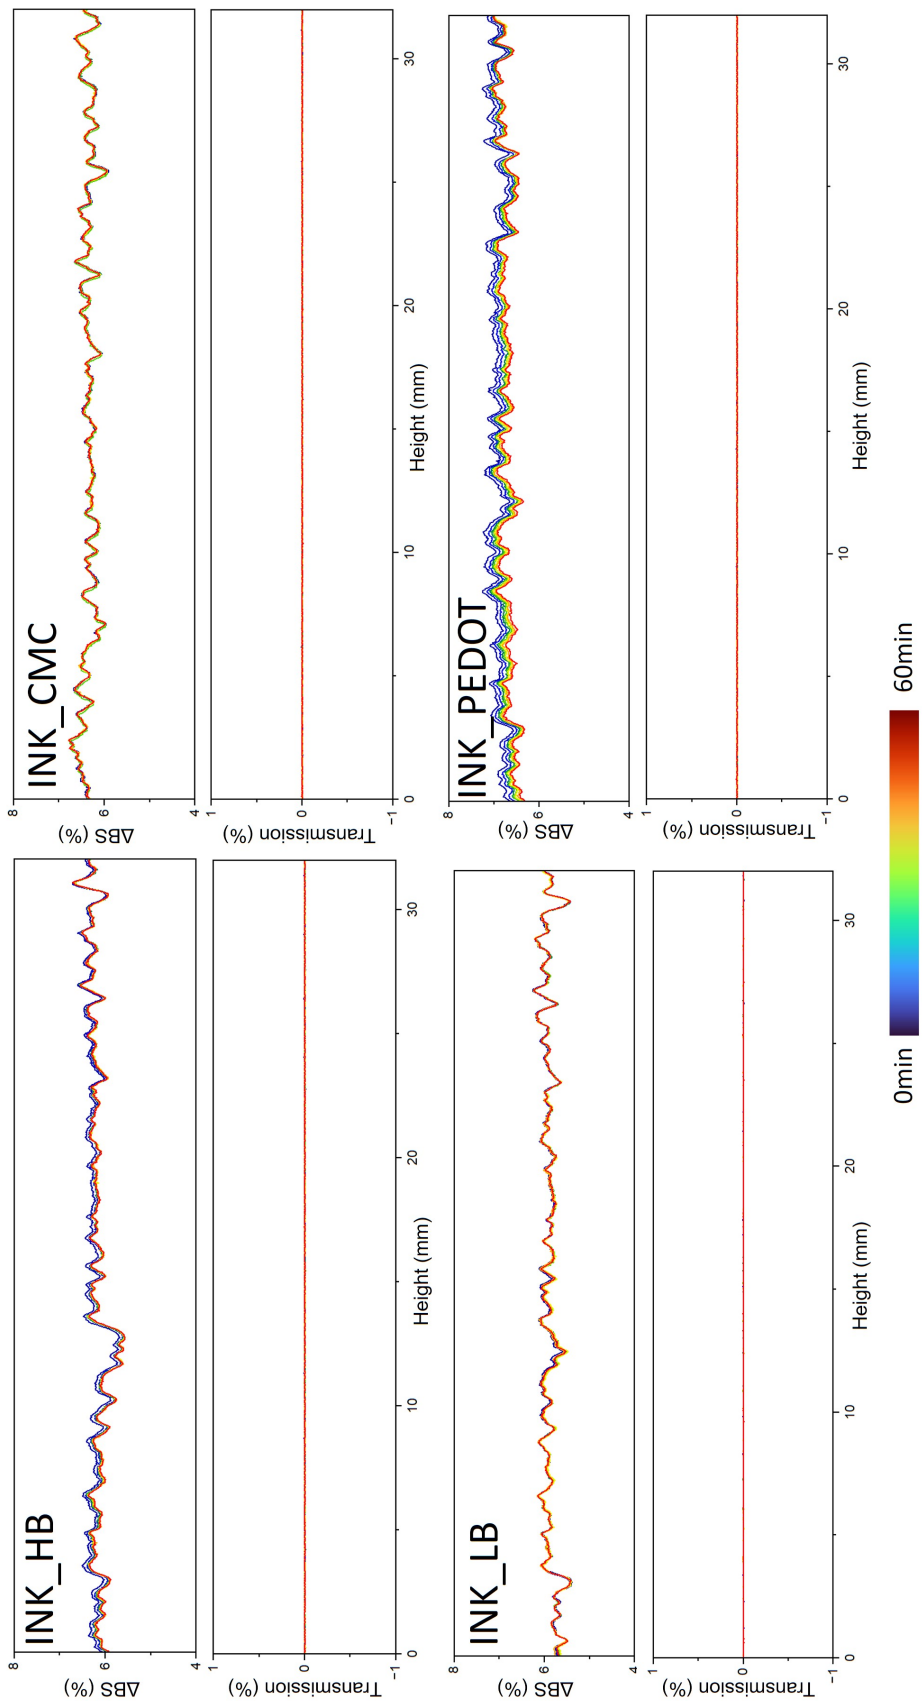 INK_HB
8
6
4
ΔBS (%)
1
0
−1
Transmission (%)
0 10 20 30
Height (mm)
INK_CMC
8
6
4
ΔBS (%)
1
0
−1
Transmission (%)
0 10 20 30
Height (mm)
INK_LB
8
6
4
ΔBS (%)
1
0
−1
Transmission (%)
0 10 20 30
Height (mm)
INK_PEDOT
8
6
4
ΔBS (%)
1
0
−1
Transmission (%)
0 10 20 30
Height (mm)
0min 60min